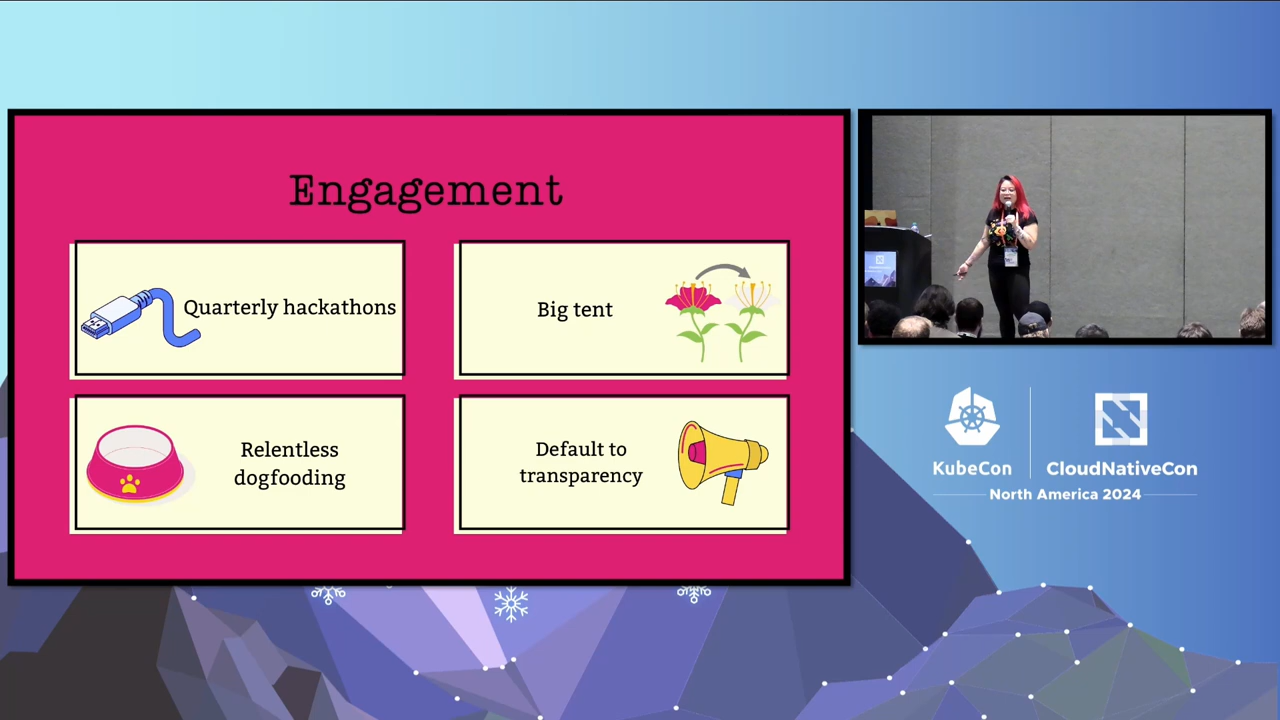 Engagement
Quarterly hackathons
Big tent
Relentless
dogfooding
Default to
transparency
KubeCon
CloudNativeCon
North America 2024